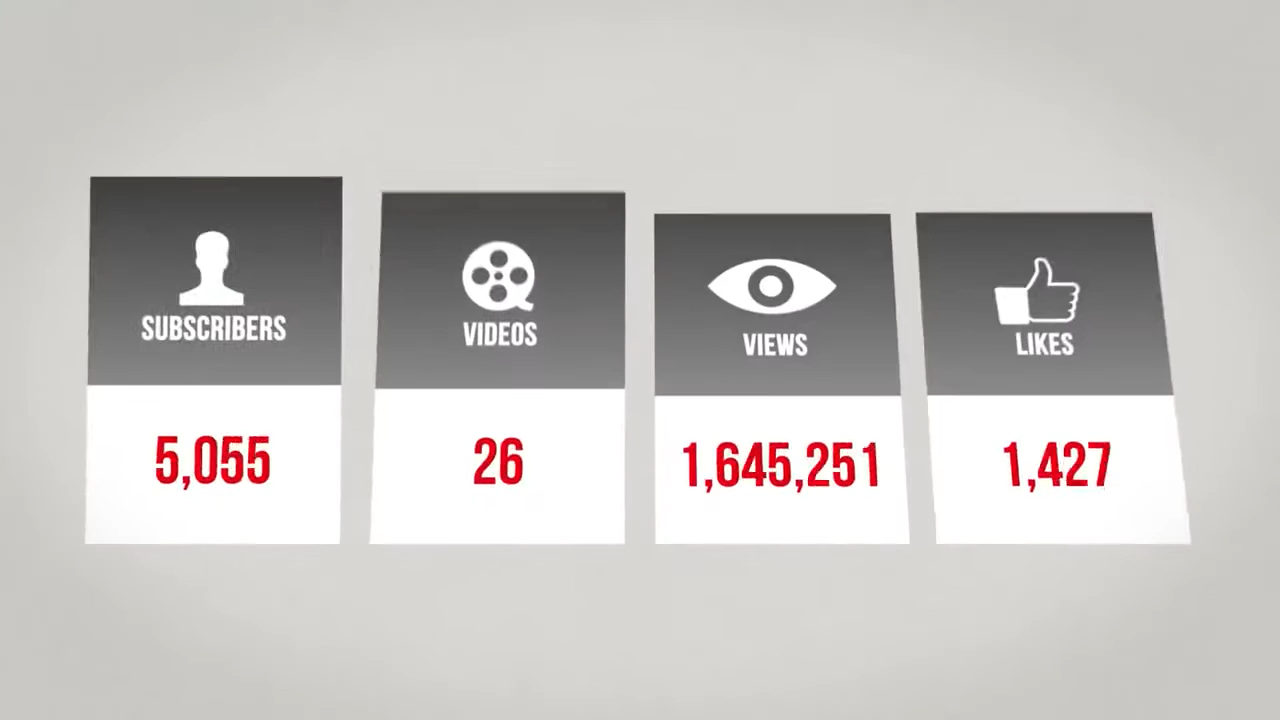 SUBSCRIBERS
5,055
VIDEOS
26
VIEWS
1,645,251
LIKES
1,427